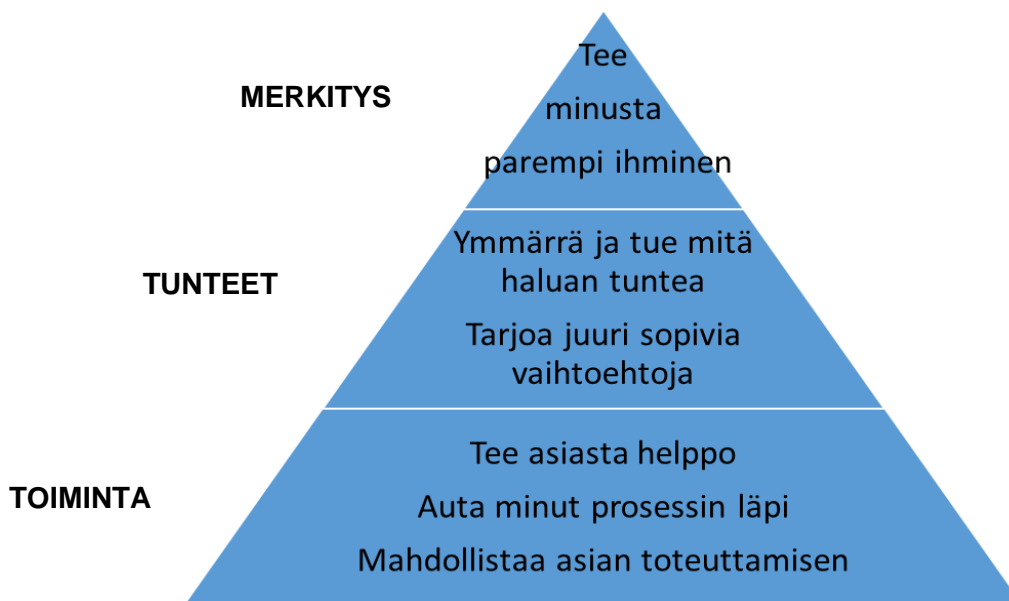 MERKITYS
Tee
minusta
parempi ihminen
TUNTEET
Ymmärrä ja tue mitä
haluan tuntea
Tarjoa juuri sopivia
vaihtoehtoja
TOIMINTA
Tee asiasta helppo
Auta minut prosessin läpi
Mahdollistaa asian toteuttamisen